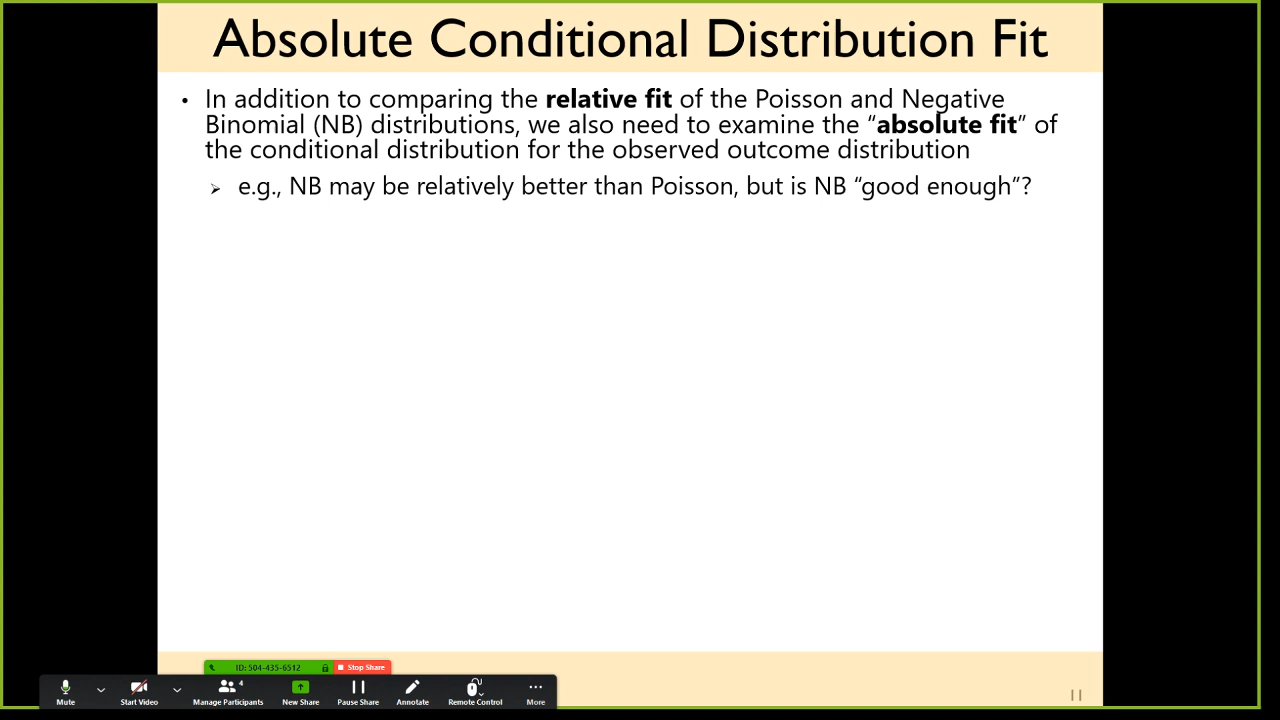 Absolute Conditional Distribution Fit
• In addition to comparing the relative fit of the Poisson and Negative
Binomial (NB) distributions, we also need to examine the “absolute fit” of
the conditional distribution for the observed outcome distribution
➢ e.g., NB may be relatively better than Poisson, but is NB “good enough”?
ID: 504-435-6512 Stop Share
4
Mute Start Video Manage Participants New Share Pause Share Annotate Remote Control More
11